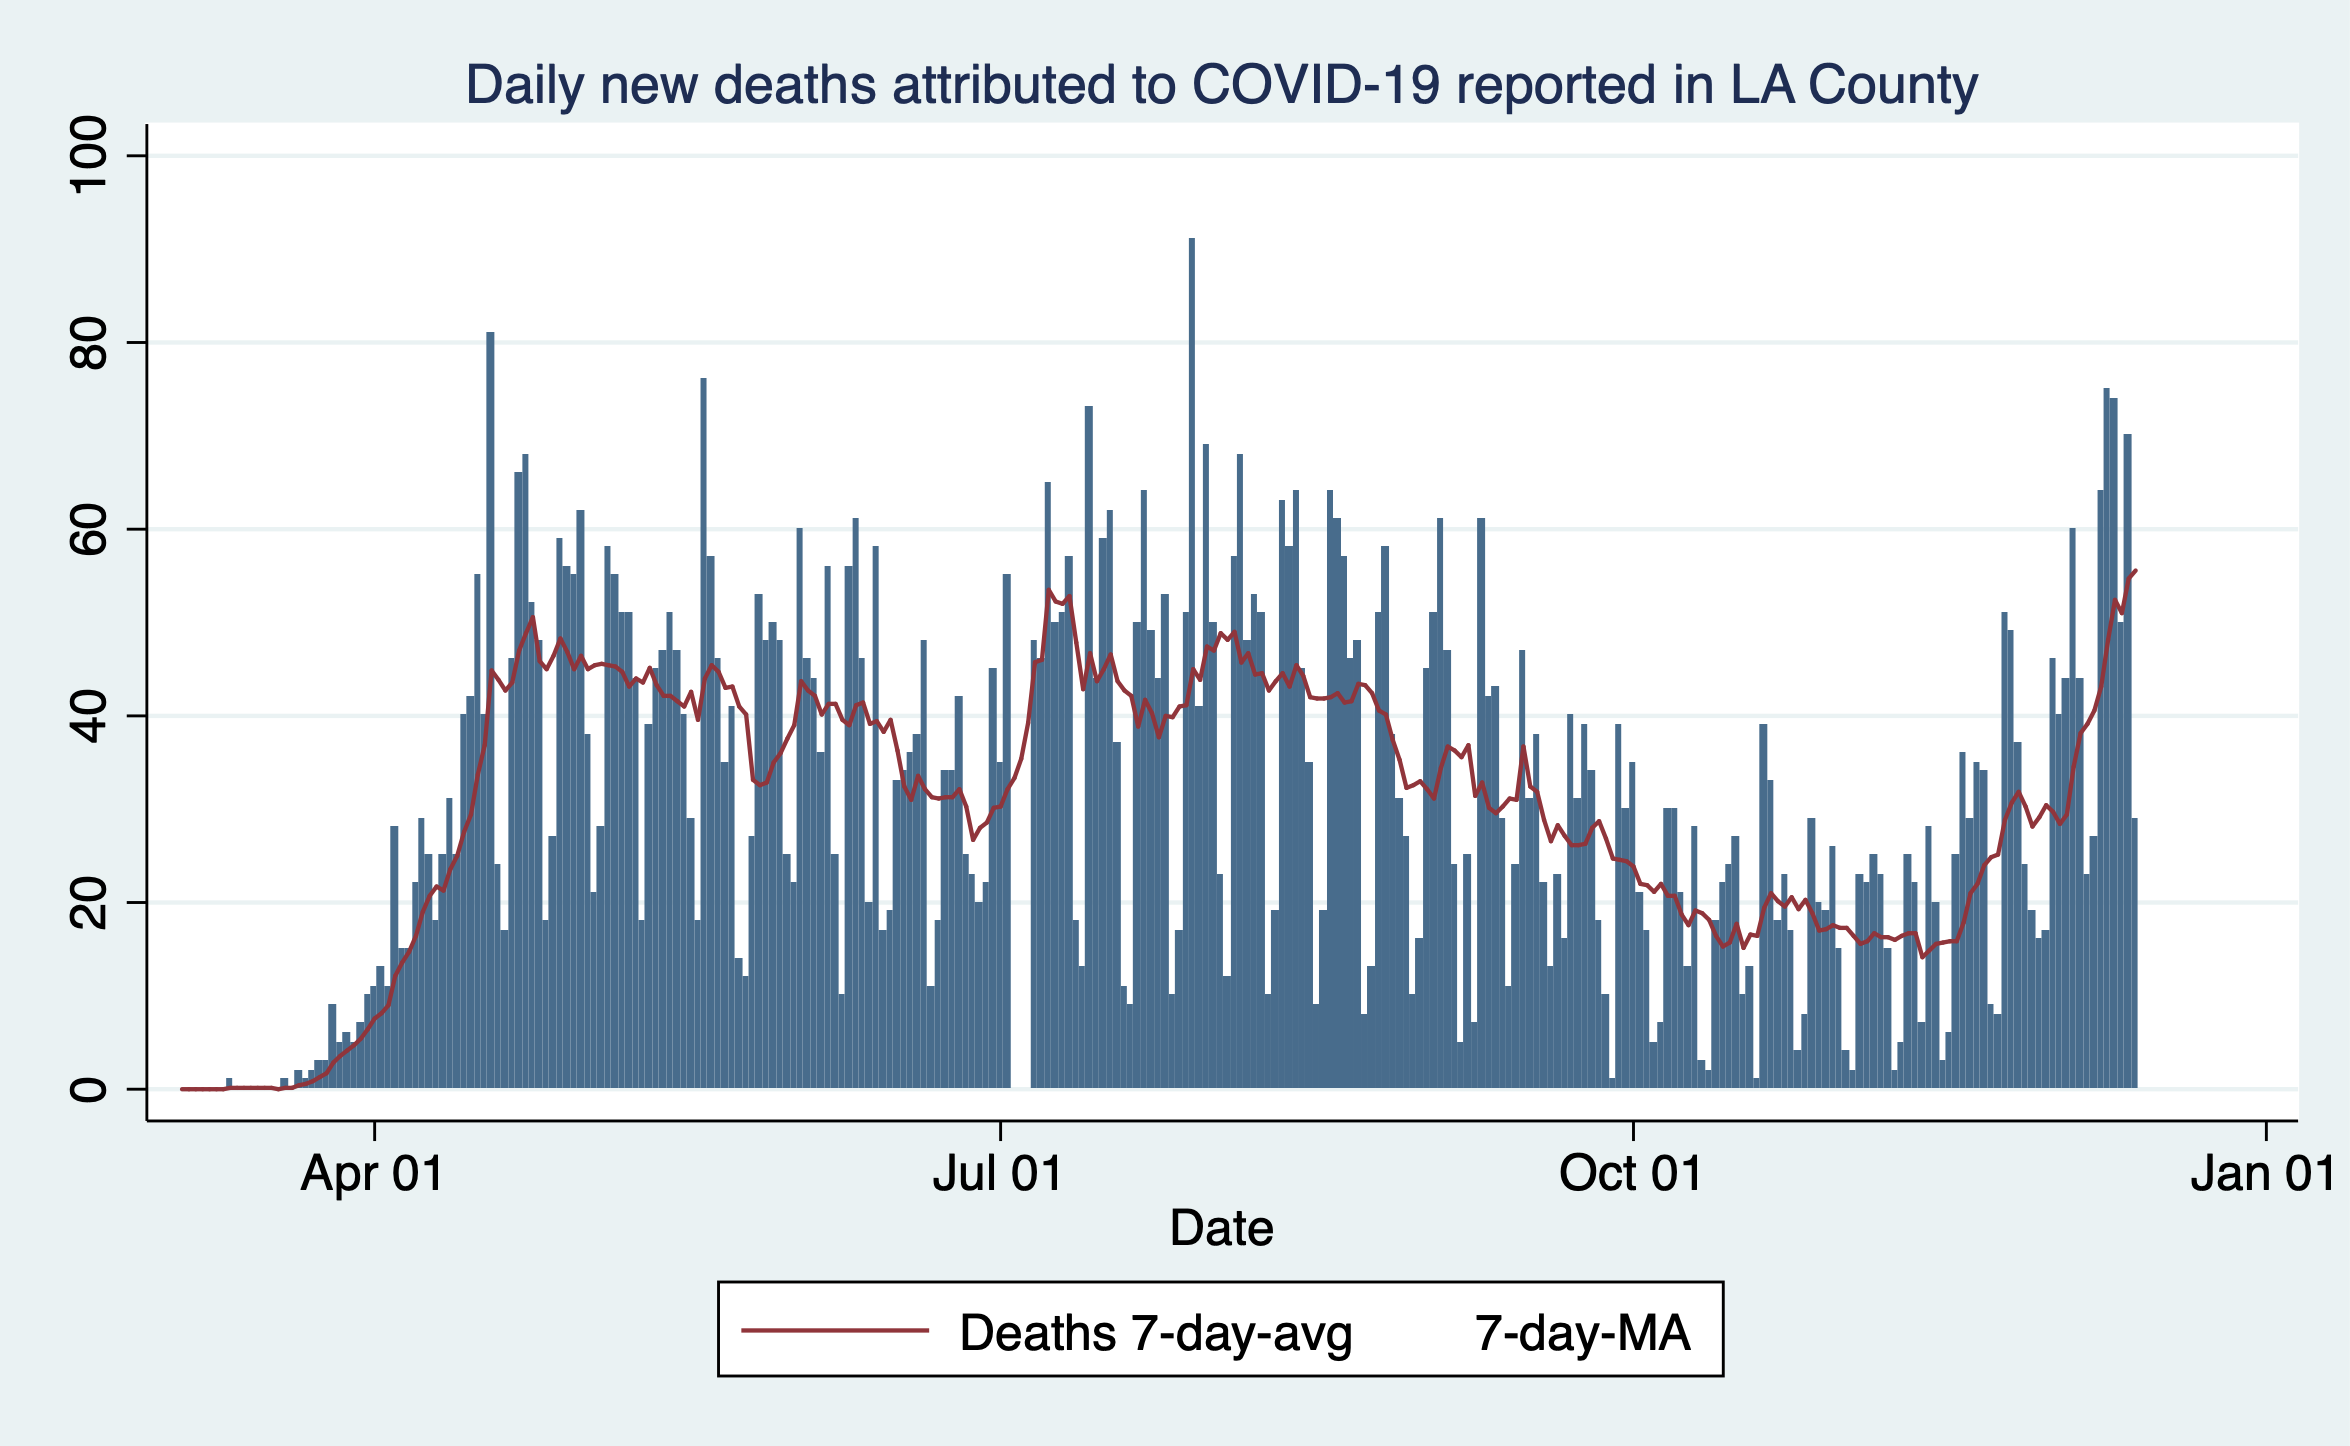 Daily new deaths attributed to COVID-19 reported in LA County
100
80
60
40
20
0
Apr 01 Jul 01 Oct 01 Jan 01
Date
Deaths 7-day-avg 7-day-MA